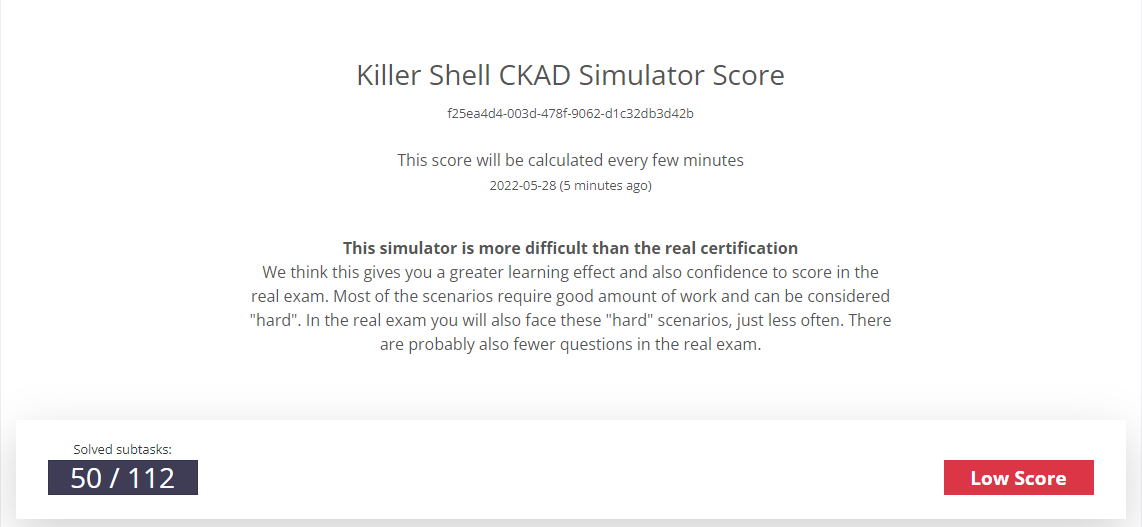 Killer Shell CKAD Simulator Score
f25ea4d4-003d-478f-9062-d1c32db3d42b
This score will be calculated every few minutes
2022-05-28 (5 minutes ago)
This simulator is more difficult than the real certification
We think this gives you a greater learning effect and also confidence to score in the
real exam. Most of the scenarios require good amount of work and can be considered
"hard". In the real exam you will also face these "hard" scenarios, just less often. There
are probably also fewer questions in the real exam.
Solved subtasks:
50 / 112
Low Score